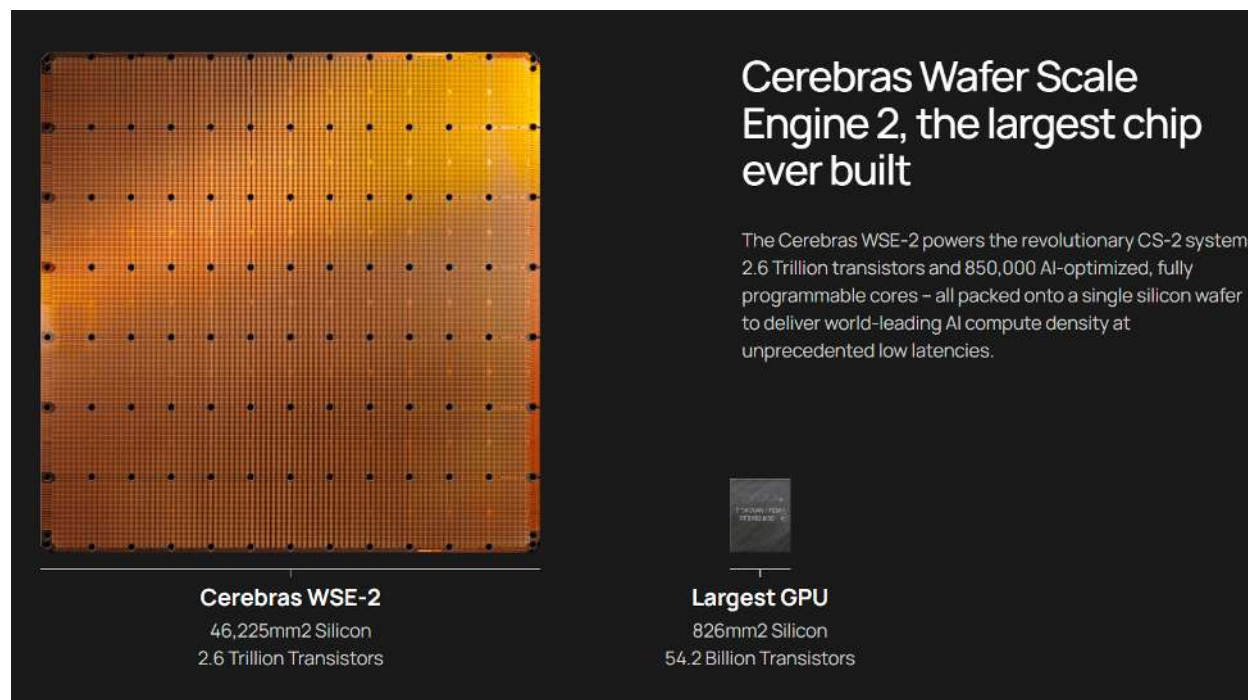 Cerebras Wafer Scale
Engine 2, the largest chip
ever built
The Cerebras WSE-2 powers the revolutionary CS-2 system
2.6 Trillion transistors and 850,000 AI-optimized, fully
programmable cores – all packed onto a single silicon wafer
to deliver world-leading AI compute density at
unprecedented low latencies.
Cerebras WSE-2
46,225mm2 Silicon
2.6 Trillion Transistors
Largest GPU
826mm2 Silicon
54.2 Billion Transistors